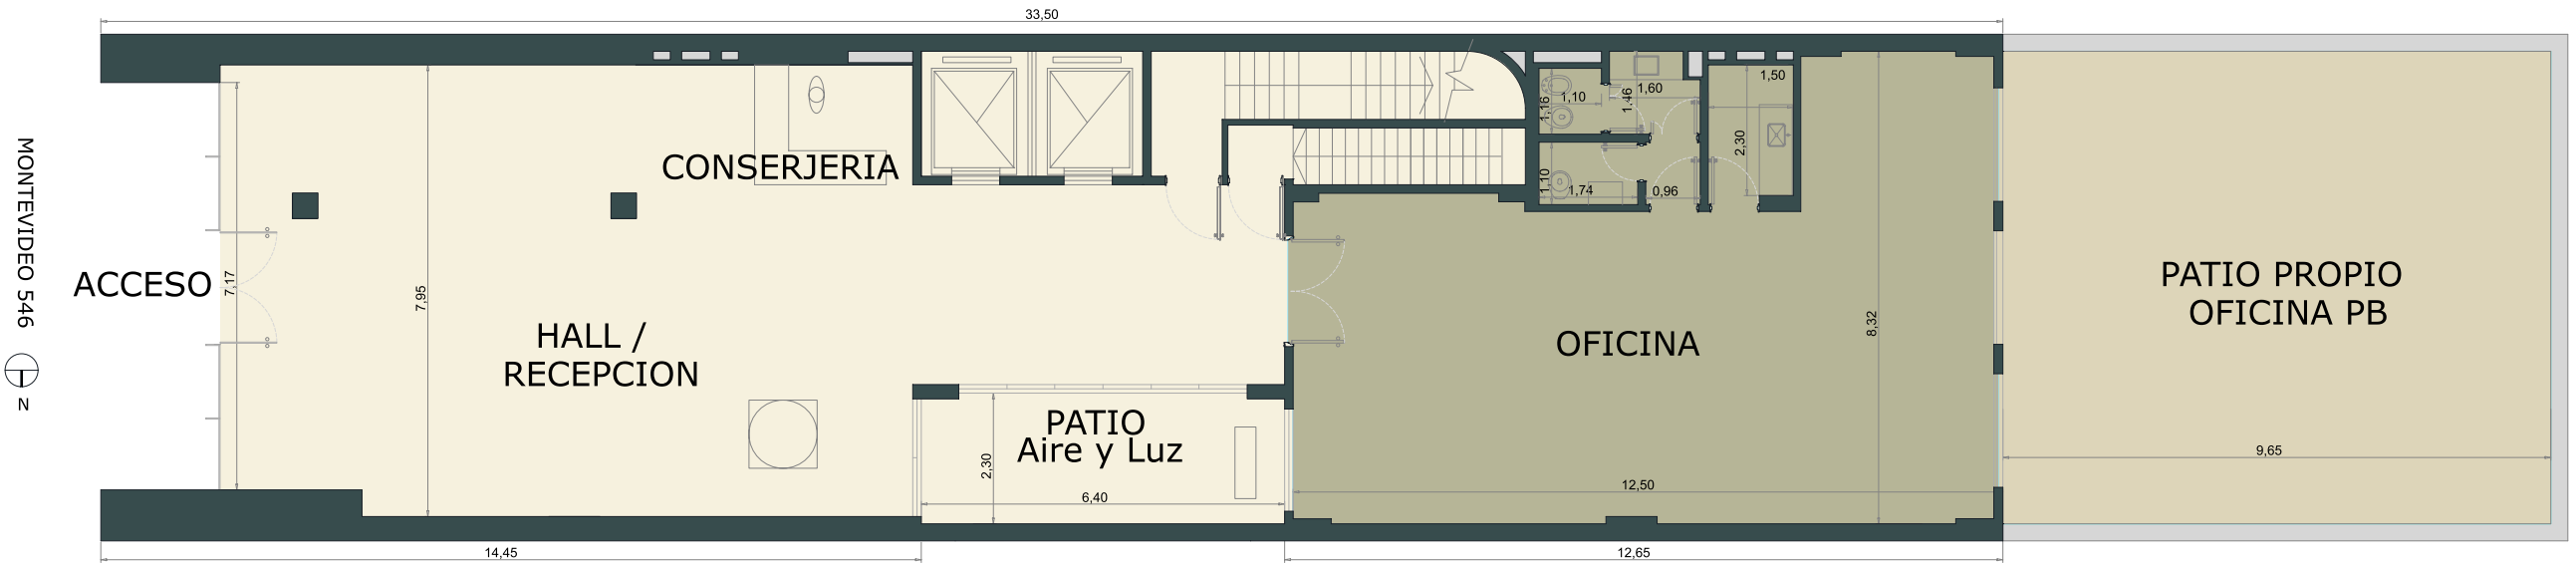 33,50
MONTEVIDEO 546
N
ACCESO
7,17
7,95
CONSERJERIA
HALL /
RECEPCION
PATIO
Aire y Luz
2,30
6,40
1,16
1,10
1,46
1,60
1,50
2,30
1,10
1,74
0,96
OFICINA
8,32
12,50
PATIO PROPIO
OFICINA PB
9,65
14,45
12,65